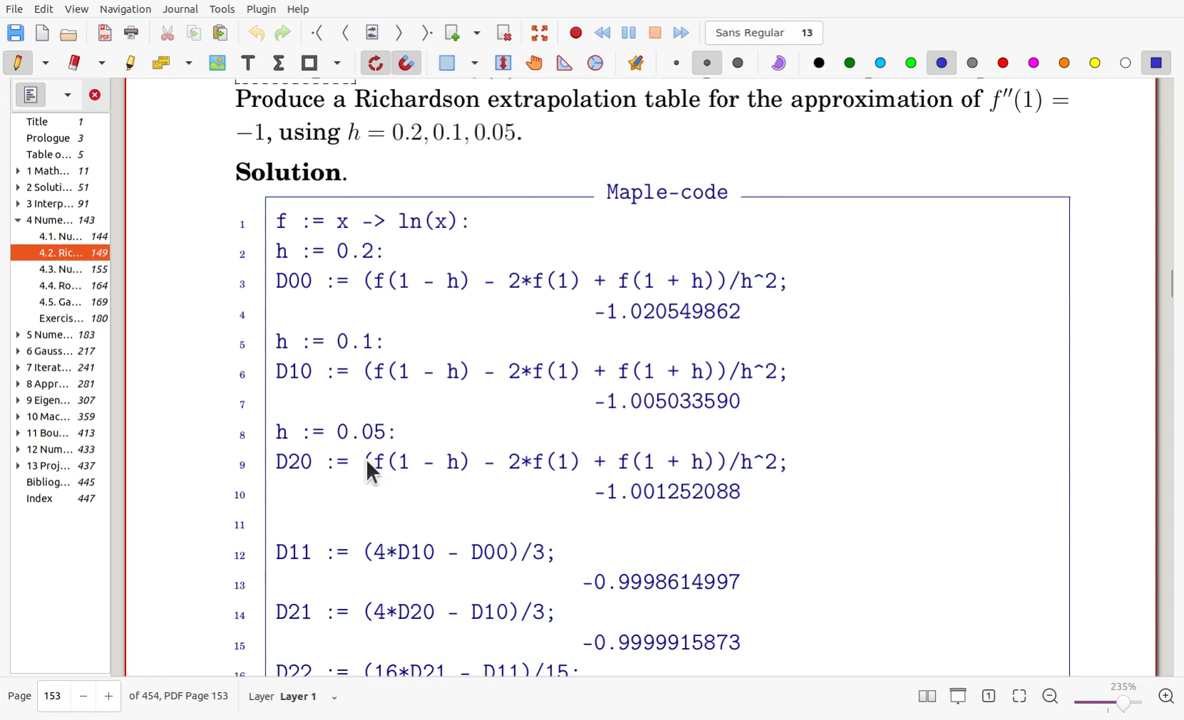 File Edit View Navigation Journal Tools Plugin Help
Sans Regular 13
Title 1
Prologue 3
Table o... 5
1 Math... 11
2 Soluti... 51
3 Interp... 91
4 Nume... 143
4.1. Nu... 144
4.2. Ric... 149
4.3. Nu... 155
4.4. Ro... 164
4.5. Ga... 169
Exercis... 180
5 Nume... 183
6 Gauss... 217
7 Iterat... 241
8 Appr... 281
9 Eigen... 307
10 Mac... 359
11 Bou... 413
12 Num... 433
13 Proj... 437
Bibliog... 445
Index 447
Produce a Richardson extrapolation table for the approximation of f″(1) =
−1, using h = 0.2, 0.1, 0.05.
Solution.
Maple-code
1 f := x -> ln(x):
2 h := 0.2:
3 D00 := (f(1 - h) - 2*f(1) + f(1 + h))/h^2;
4 -1.020549862
5 h := 0.1:
6 D10 := (f(1 - h) - 2*f(1) + f(1 + h))/h^2;
7 -1.005033590
8 h := 0.05:
9 D20 := (f(1 - h) - 2*f(1) + f(1 + h))/h^2;
10 -1.001252088
11
12 D11 := (4*D10 - D00)/3;
13 -0.9998614997
14 D21 := (4*D20 - D10)/3;
15 -0.9999915873
16 D22 := (16*D21 - D11)/15;
Page 153 − + of 454, PDF Page 153 Layer Layer 1 235%